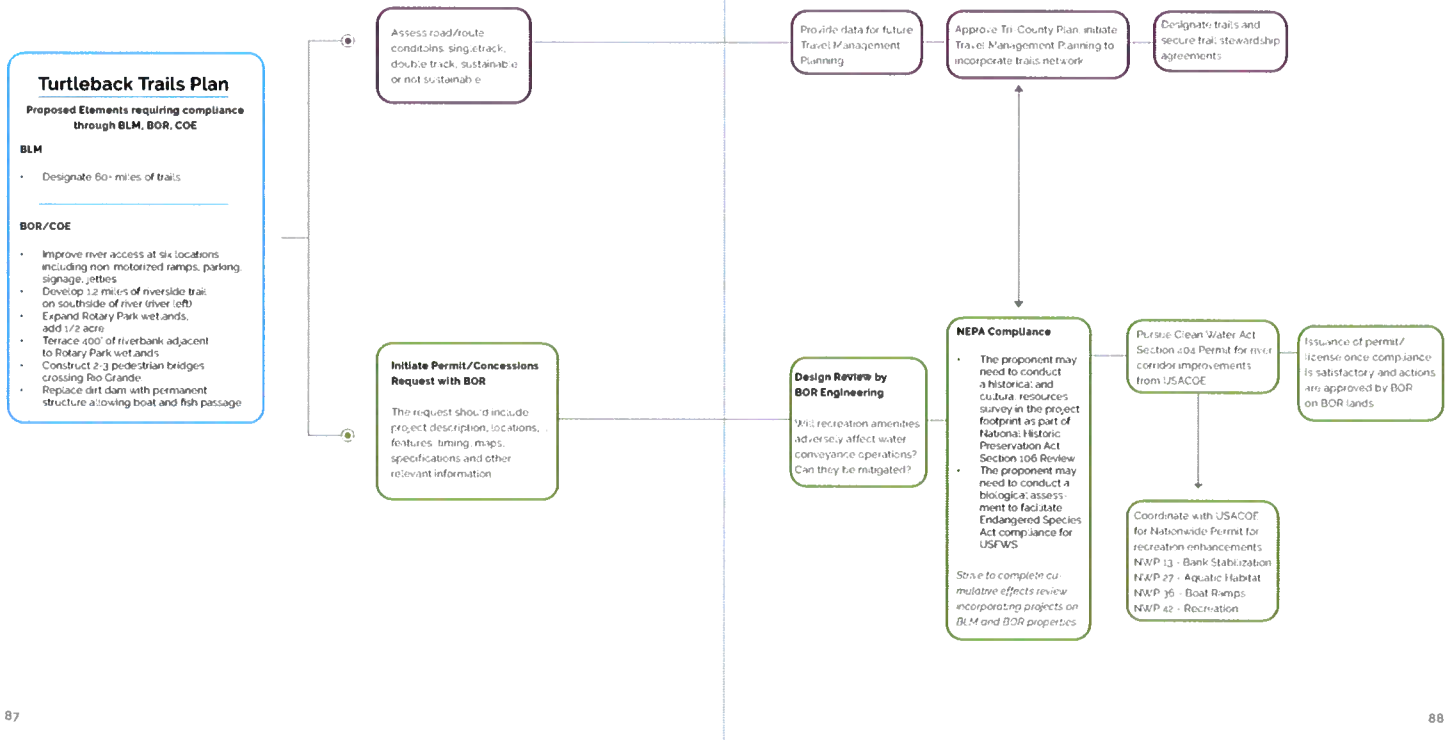 Turtleback Trails Plan
Proposed Elements requiring compliance
through BLM, BOR, COE
BLM
• Designate 60+ miles of trails
BOR/COE
• Improve river access at six locations
including non-motorized ramps, parking,
signage, jetties
• Develop 1.2 miles of riverside trail
on southside of river (river left)
• Expand Rotary Park wetlands,
add 1/2 acre
• Terrace 400' of riverbank adjacent
to Rotary Park wetlands
• Construct 2-3 pedestrian bridges
crossing Rio Grande
• Replace dirt dam with permanent
structure allowing boat and fish passage
Assess road/route
conditoins: singletrack,
double track, sustainable
or not sustainable
Provide data for future
Travel Management
Planning
Approve Tri-County Plan, initiate
Travel Management Planning to
incorporate trails network
Designate trails and
secure trail stewardship
agreements
Initiate Permit/Concessions
Request with BOR
The request should include
project description, locations,
features, timing, maps,
specifications and other
relevant information
Design Review by
BOR Engineering
Will recreation amenities
adversely affect water
conveyance operations?
Can they be mitigated?
NEPA Compliance
• The proponent may
need to conduct
a historical and
cultural resources
survey in the project
footprint as part of
National Historic
Preservation Act
Section 106 Review
• The proponent may
need to conduct a
biological assess-
ment to facilitate
Endangered Species
Act compliance for
USFWS
Strive to complete cu-
mulative effects review
incorporating projects on
BLM and BOR properties
Pursue Clean Water Act
Section 404 Permit for river
corridor improvements
from USACOE
Issuance of permit/
license once compliance
is satisfactory and actions
are approved by BOR
on BOR lands
Coordinate with USACOE
for Nationwide Permit for
recreation enhancements
NWP 13 - Bank Stabilization
NWP 27 - Aquatic Habitat
NWP 36 - Boat Ramps
NWP 42 - Recreation
87
88